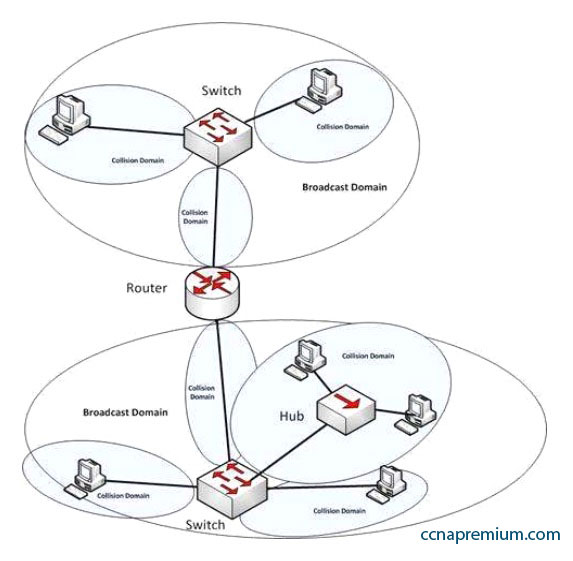 Switch
Collision Domain
Collision Domain
Broadcast Domain
Collision
Domain
Router
Collision Domain
Collision
Domain
Broadcast Domain
Hub
Collision Domain
Collision Domain
Switch
ccnapremium.com